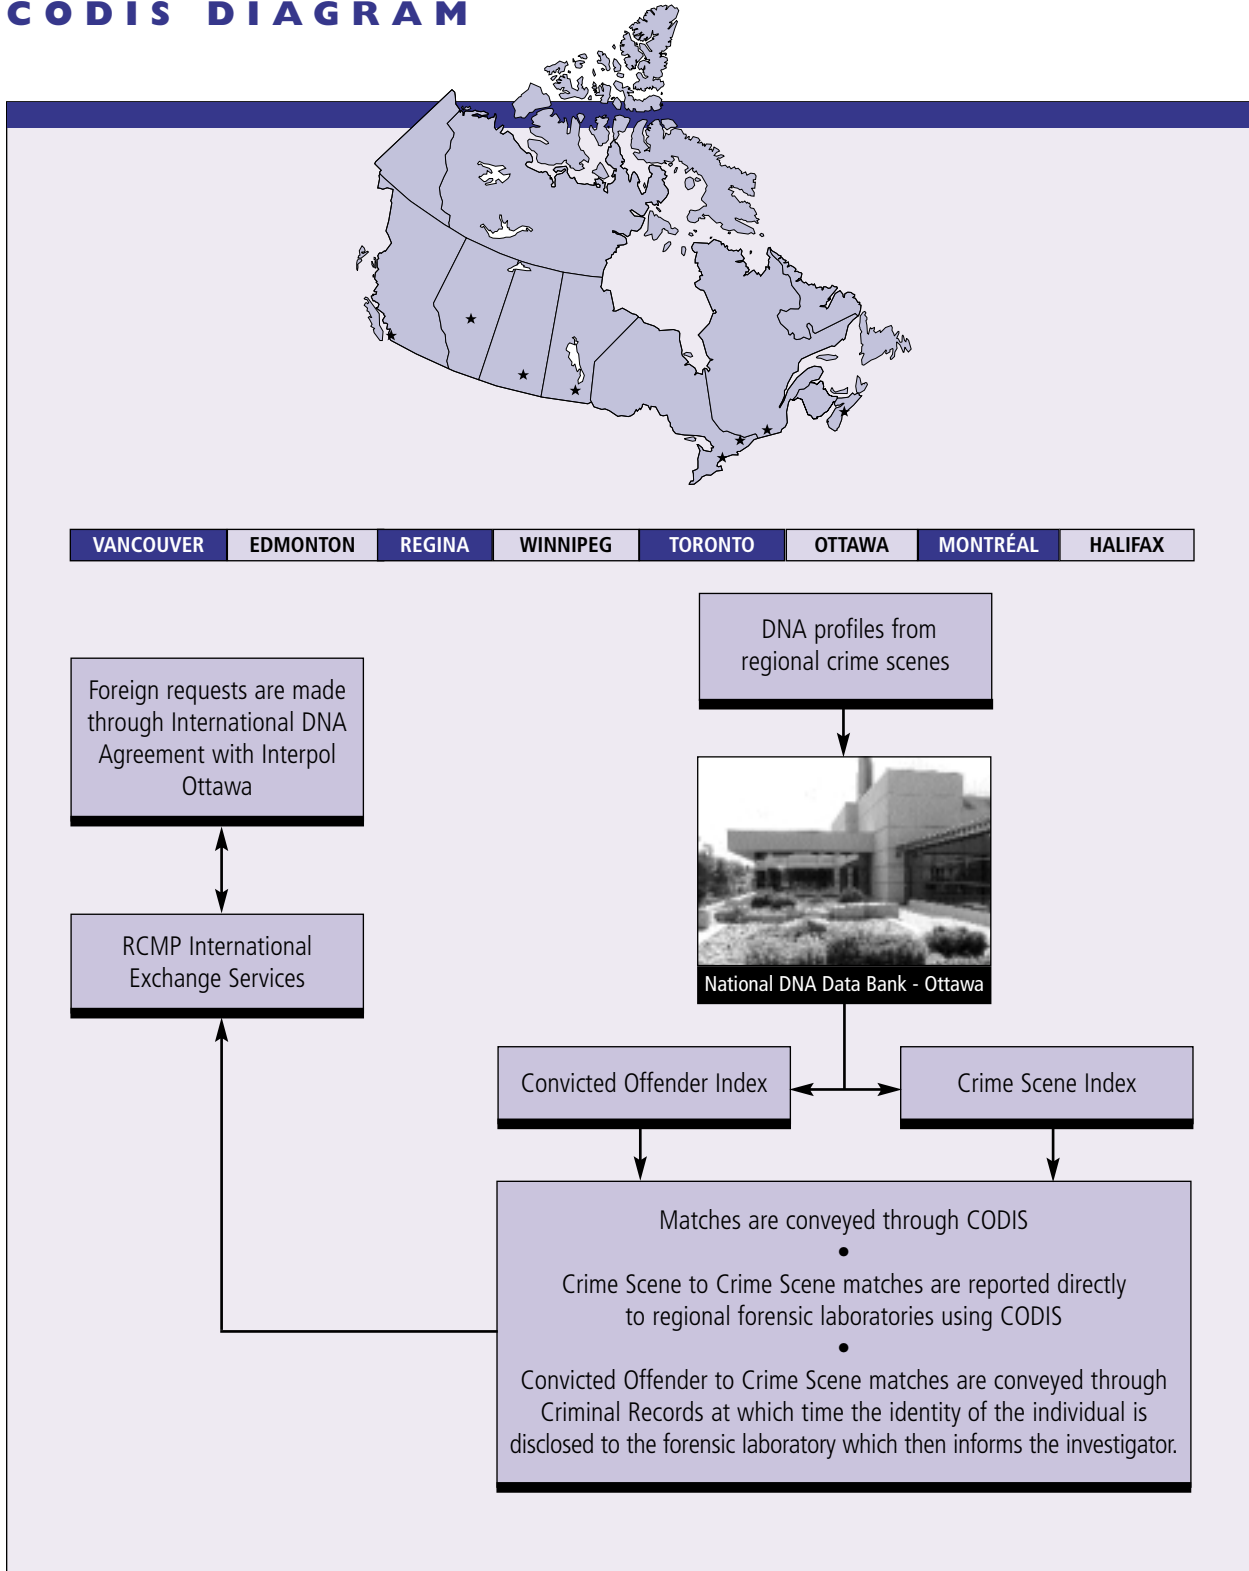 CODIS DIAGRAM
VANCOUVER EDMONTON REGINA WINNIPEG TORONTO OTTAWA MONTRÉAL HALIFAX
DNA profiles from
regional crime scenes
Foreign requests are made
through International DNA
Agreement with Interpol
Ottawa
RCMP International
Exchange Services
National DNA Data Bank - Ottawa
Convicted Offender Index
Crime Scene Index
Matches are conveyed through CODIS
•
Crime Scene to Crime Scene matches are reported directly
to regional forensic laboratories using CODIS
•
Convicted Offender to Crime Scene matches are conveyed through
Criminal Records at which time the identity of the individual is
disclosed to the forensic laboratory which then informs the investigator.